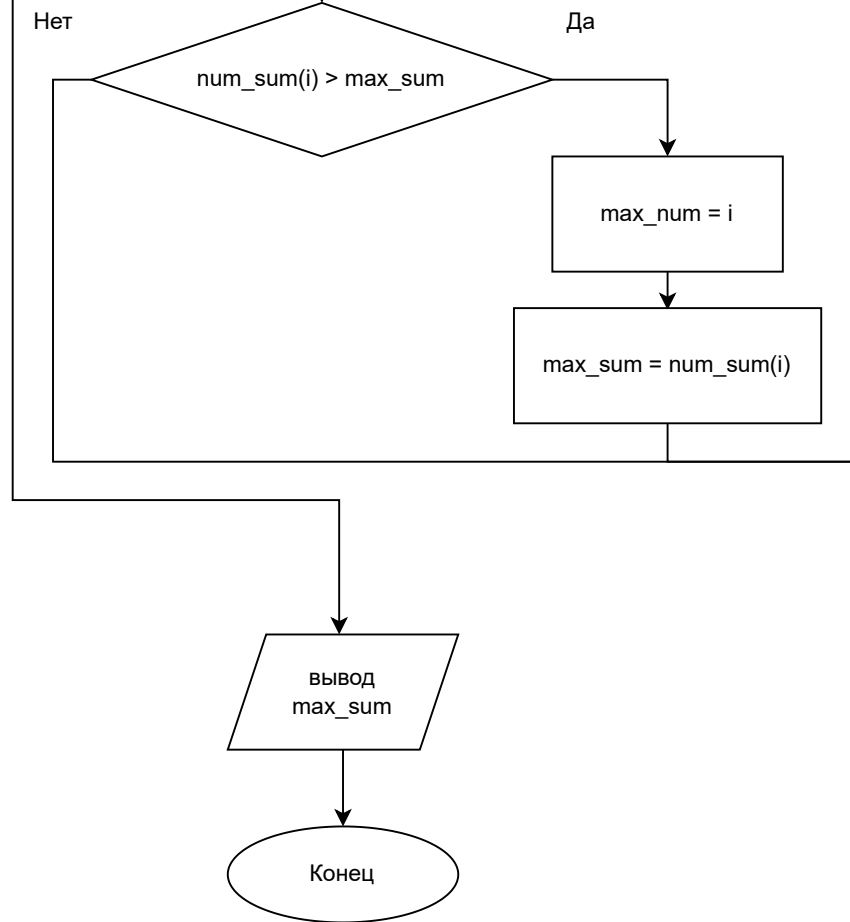 Нет
Да
num_sum(i) > max_sum
max_num = i
max_sum = num_sum(i)
вывод
max_sum
Конец